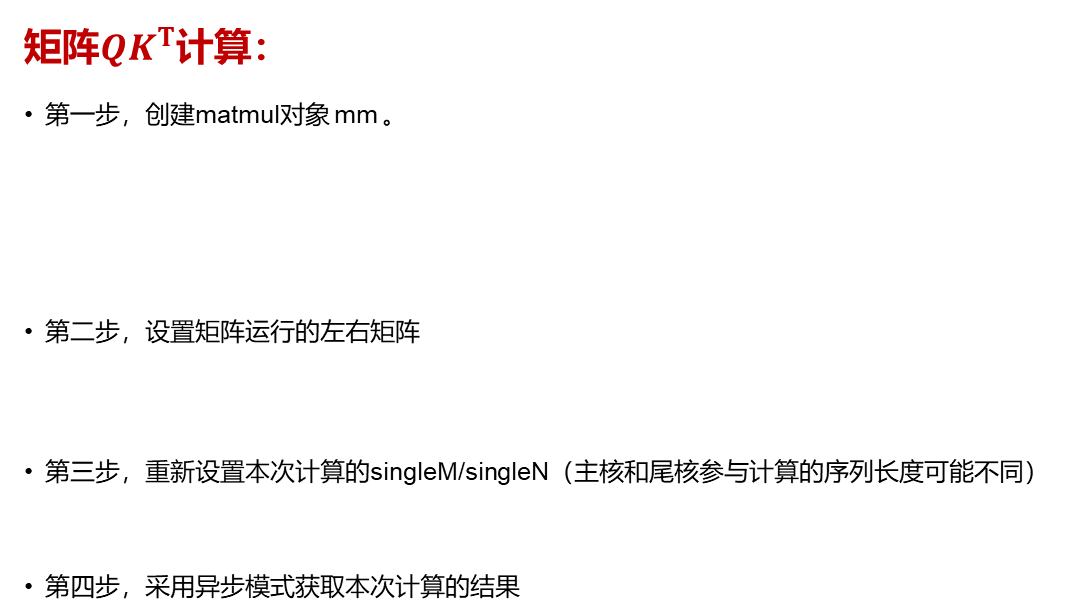 矩阵QKᵀ计算：
• 第一步，创建matmul对象 mm 。
• 第二步，设置矩阵运行的左右矩阵
• 第三步，重新设置本次计算的singleM/singleN（主核和尾核参与计算的序列长度可能不同）
• 第四步，采用异步模式获取本次计算的结果